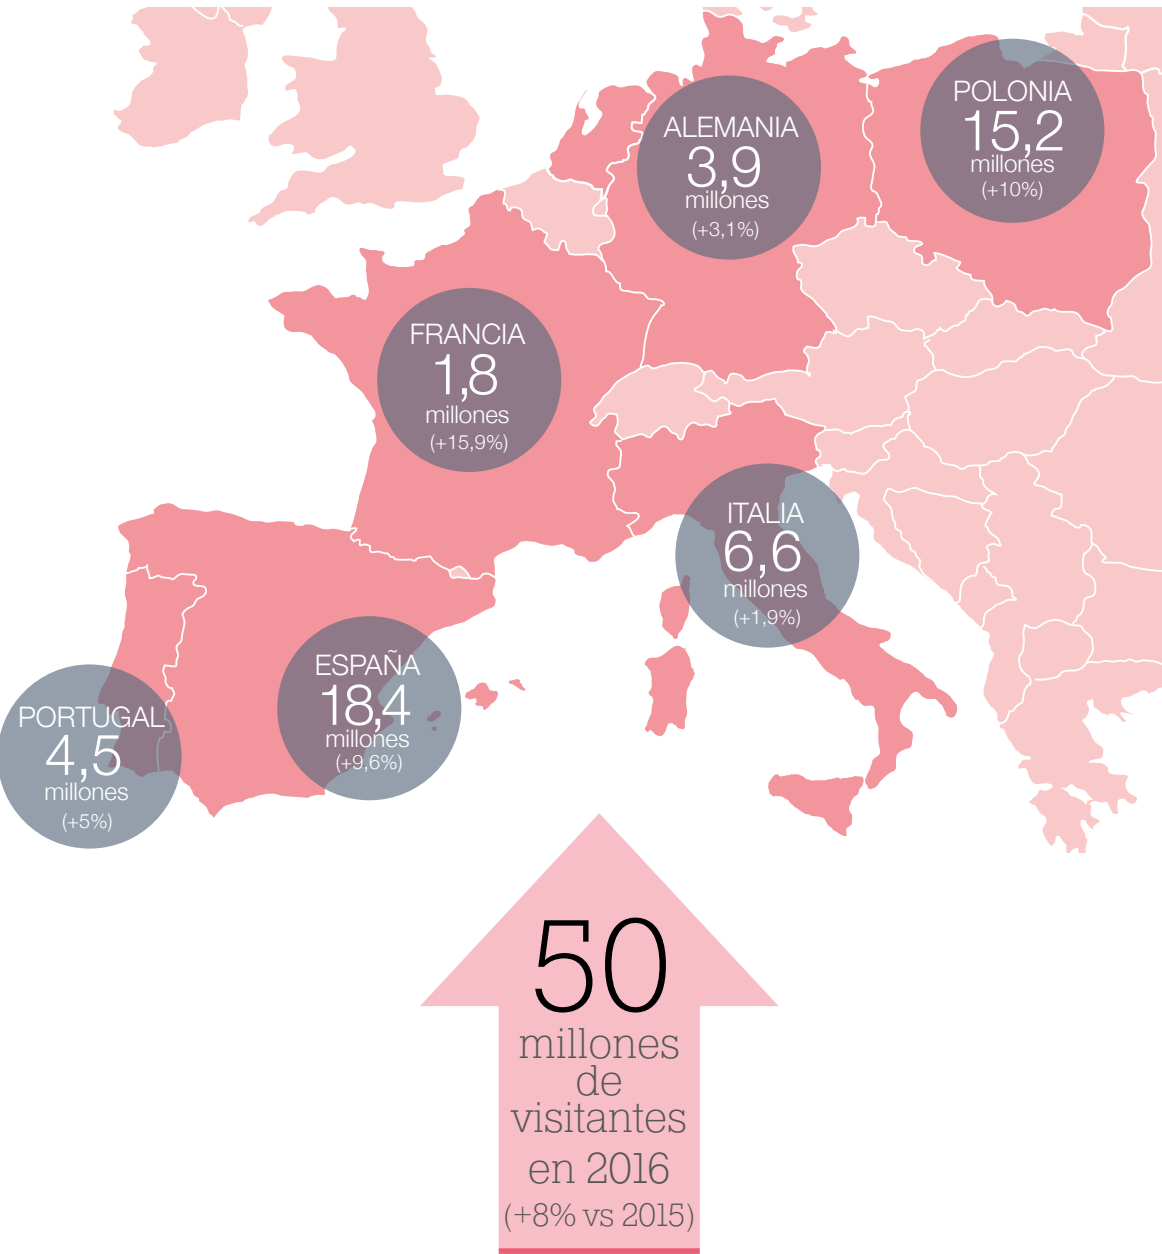 POLONIA
15,2
millones
(+10%)
ALEMANIA
3,9
millones
(+3,1%)
FRANCIA
1,8
millones
(+15,9%)
ITALIA
6,6
millones
(+1,9%)
ESPAÑA
18,4
millones
(+9,6%)
PORTUGAL
4,5
millones
(+5%)
50
millones
de
visitantes
en 2016
(+8% vs 2015)